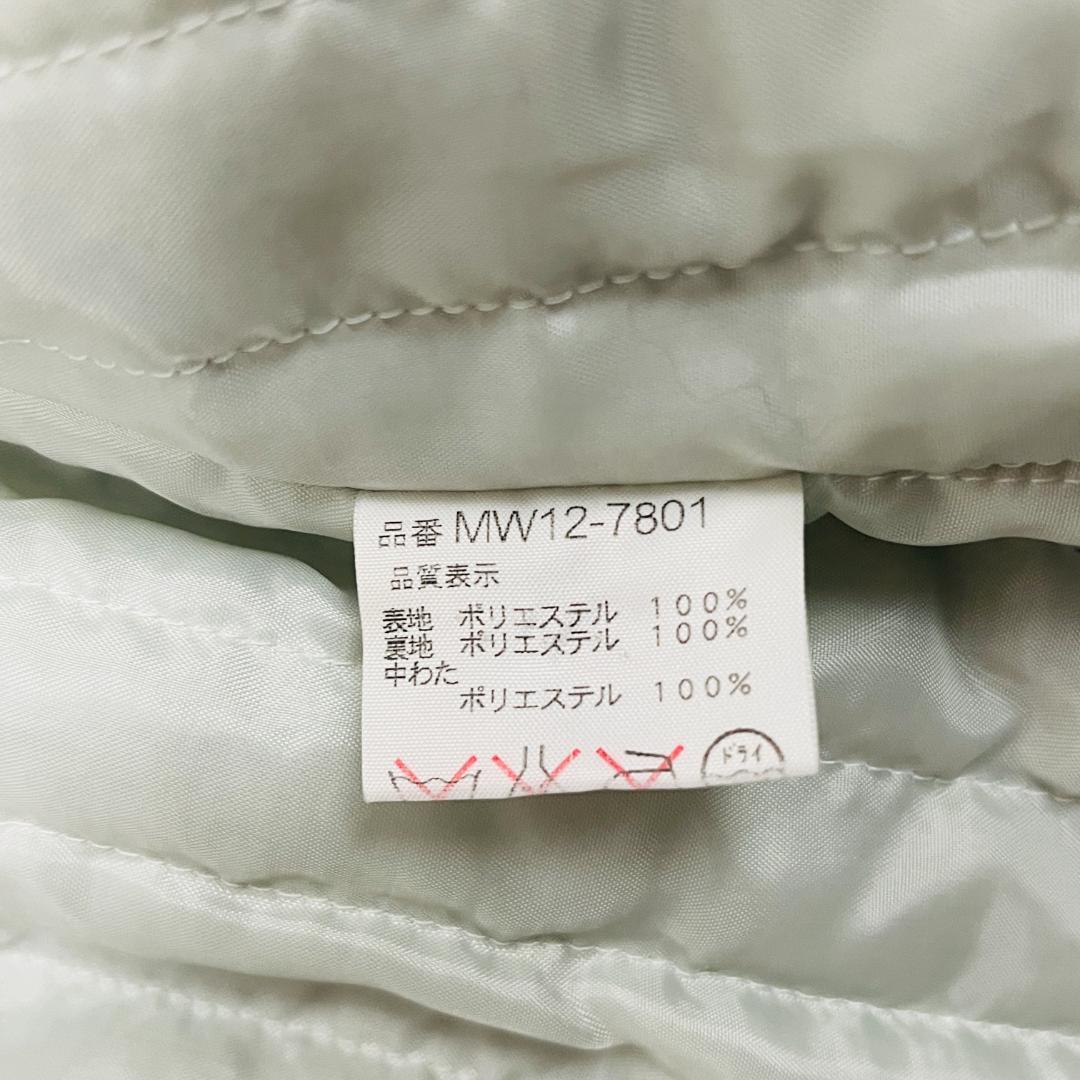 品番 MW12-7801
品質表示
表地 ポリエステル 100%
裏地 ポリエステル 100%
中わた
ポリエステル 100%
ドライ